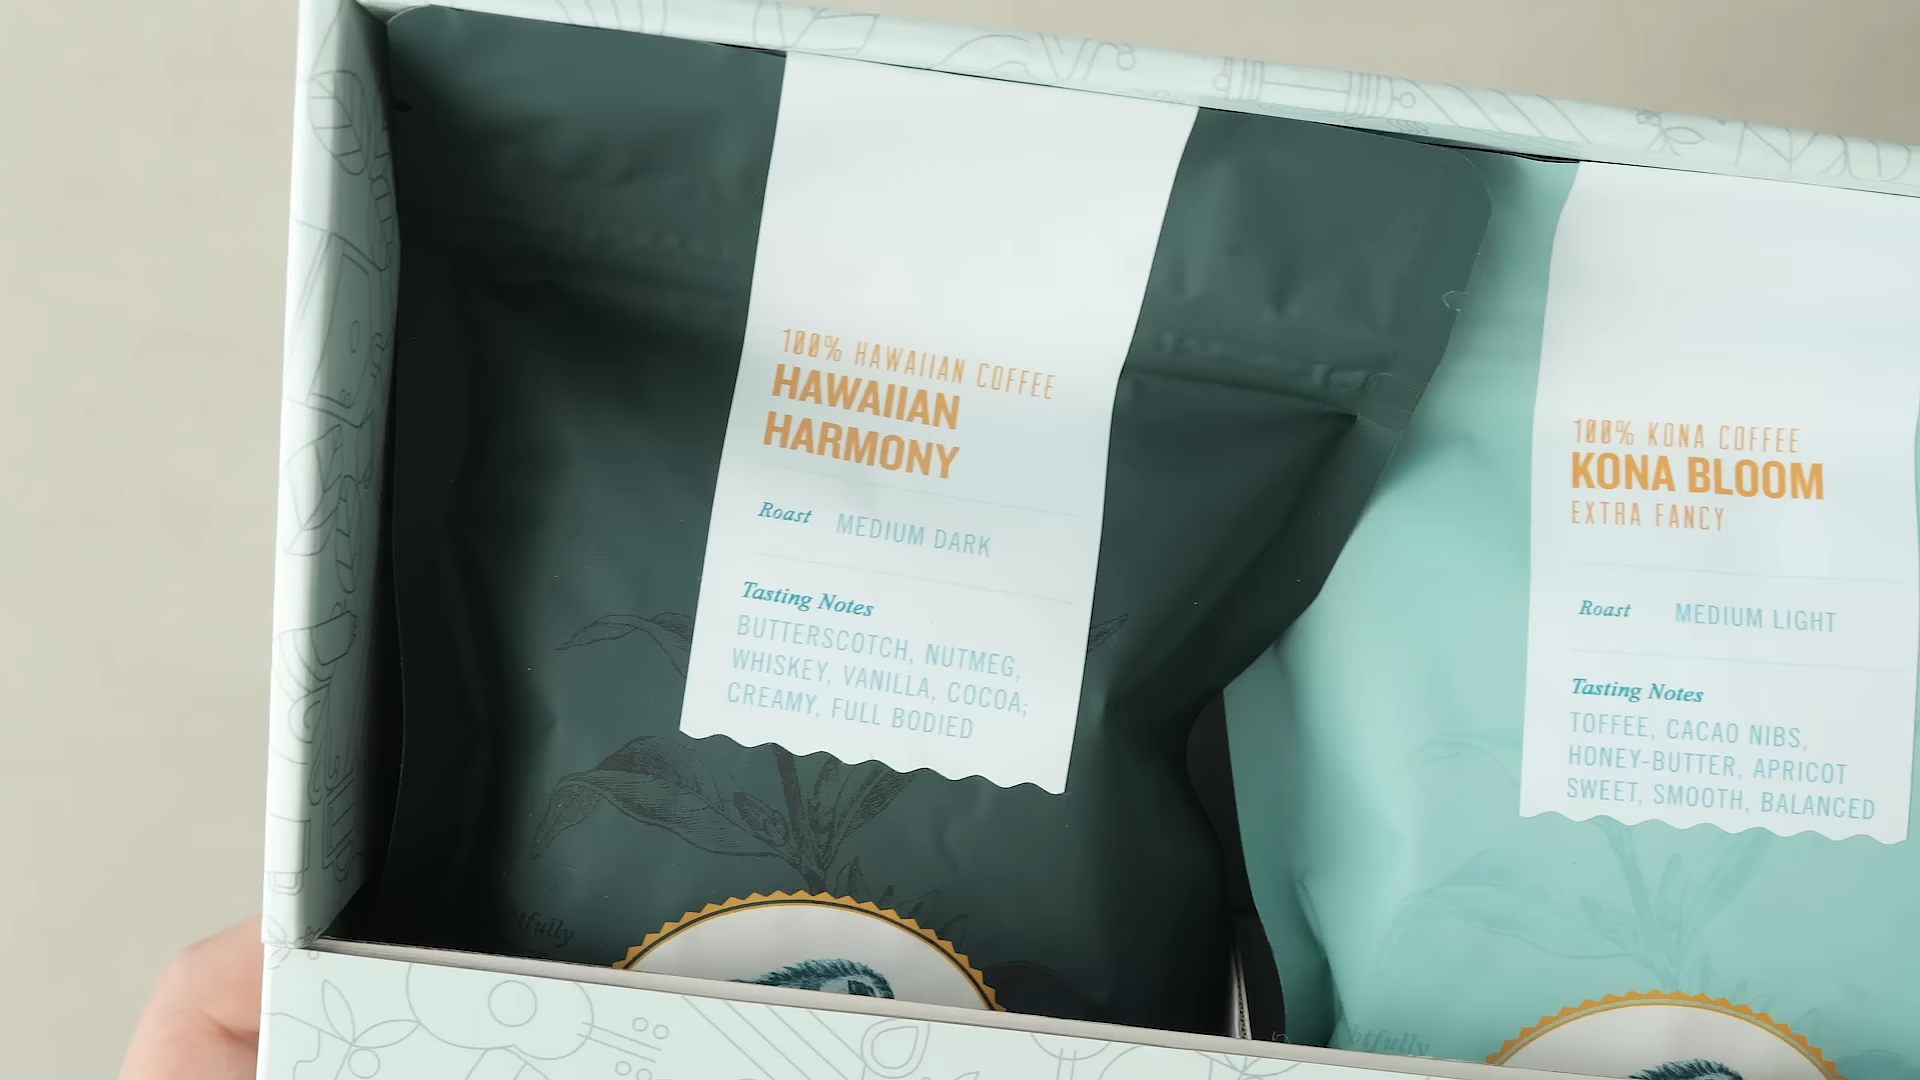 100% HAWAIIAN COFFEE
HAWAIIAN
HARMONY
Roast MEDIUM DARK
Tasting Notes
BUTTERSCOTCH, NUTMEG,
WHISKEY, VANILLA, COCOA;
CREAMY, FULL BODIED
100% KONA COFFEE
KONA BLOOM
EXTRA FANCY
Roast MEDIUM LIGHT
Tasting Notes
TOFFEE, CACAO NIBS,
HONEY-BUTTER, APRICOT
SWEET, SMOOTH, BALANCED